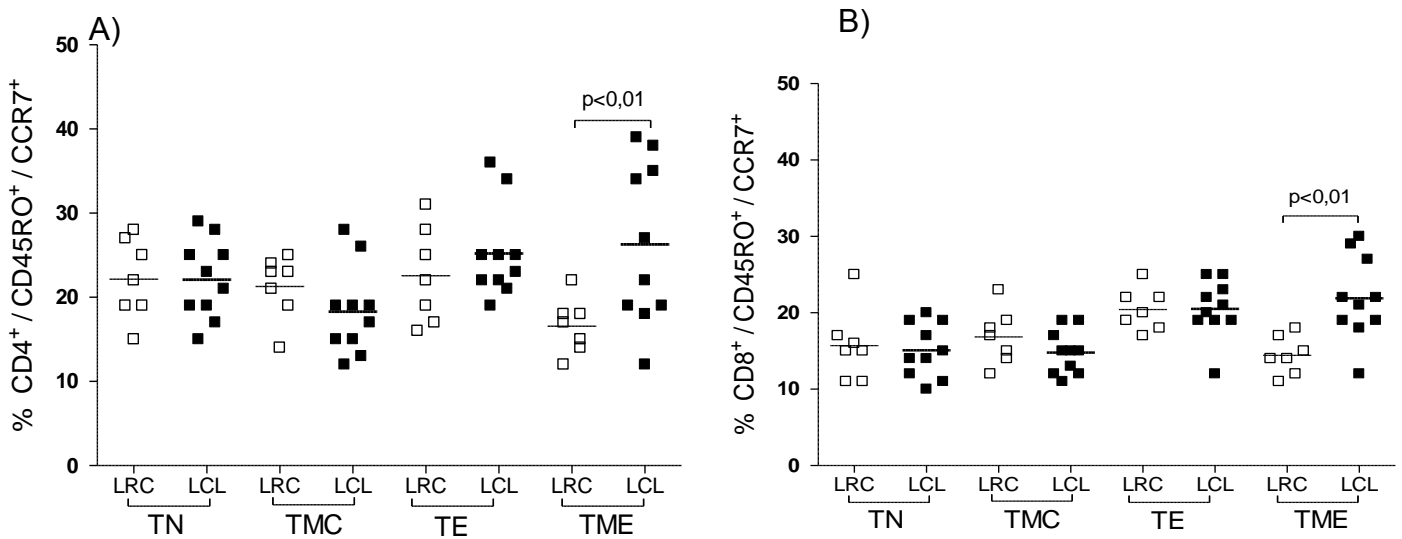 A)
% CD4⁺ / CD45RO⁺ / CCR7⁺
50
40
30
20
10
0
p<0,01
LRC LCL LRC LCL LRC LCL LRC LCL
TN TMC TE TME
B)
% CD8⁺ / CD45RO⁺ / CCR7⁺
50
40
30
20
10
0
p<0,01
LRC LCL LRC LCL LRC LCL LRC LCL
TN TMC TE TME